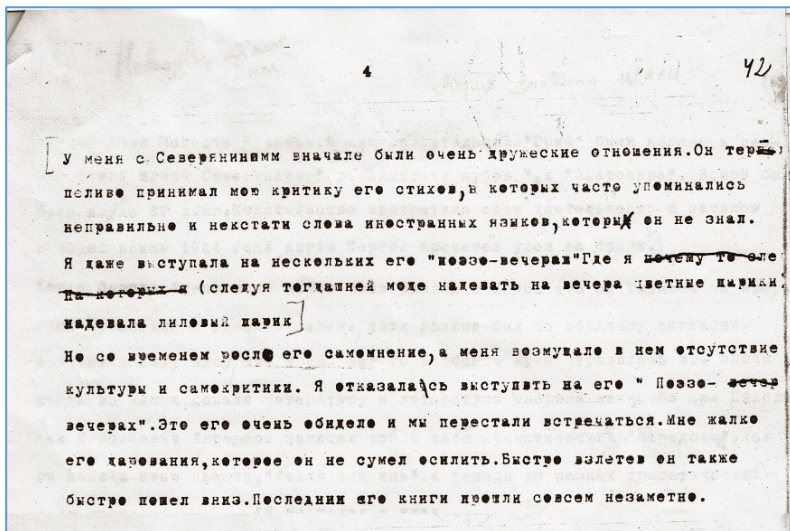 4
42
[ У меня с Северянинимм вначале были очень дружеские отношения.Он тер
пеливо принимал мою критику его стихов,в которых часто упоминались
неправильно и некстати слова иностранных языков,которых он не знал.
Я даже выступала на нескольких его "поэзо-вечерах"Где я почему то оле
на которых я (следуя тогдашней моде надевать на вечера цветные парики
надевала лиловый парик ]
Но со временем росло его самомнение,а меня возмущало в нем отсутствие
культуры и самокритики. Я отказалась выступать на его " Поэзо- вечер
вечерах".Это его очень обидело и мы перестали встречаться.Мне жалко
его дарования,которое он не сумел осилить.Быстро взлетев он также
быстро пошел вниз.Последнии его книги прошли совсем незаметно.